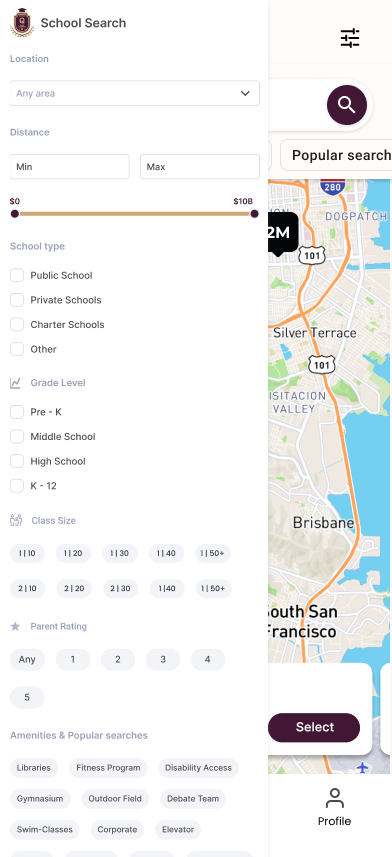 School Search
Location
Any area
Distance
Min
Max
$0
$10B
School type
Public School
Private Schools
Charter Schools
Other
Grade Level
Pre - K
Middle School
High School
K - 12
Class Size
1 | 10
1 | 20
1 | 30
1 | 40
1 | 50+
2 | 10
2 | 20
2 | 30
1 |40
1 | 50+
Parent Rating
Any
1
2
3
4
5
Amenities & Popular searches
Libraries
Fitness Program
Disability Access
Gymnasium
Outdoor Field
Debate Team
Swim-Classes
Corporate
Elevator
Popular search
280
DOGPATCH
2M
101
Silver Terrace
101
ISITACION
VALLEY
Brisbane
outh San
Francisco
Select
Profile